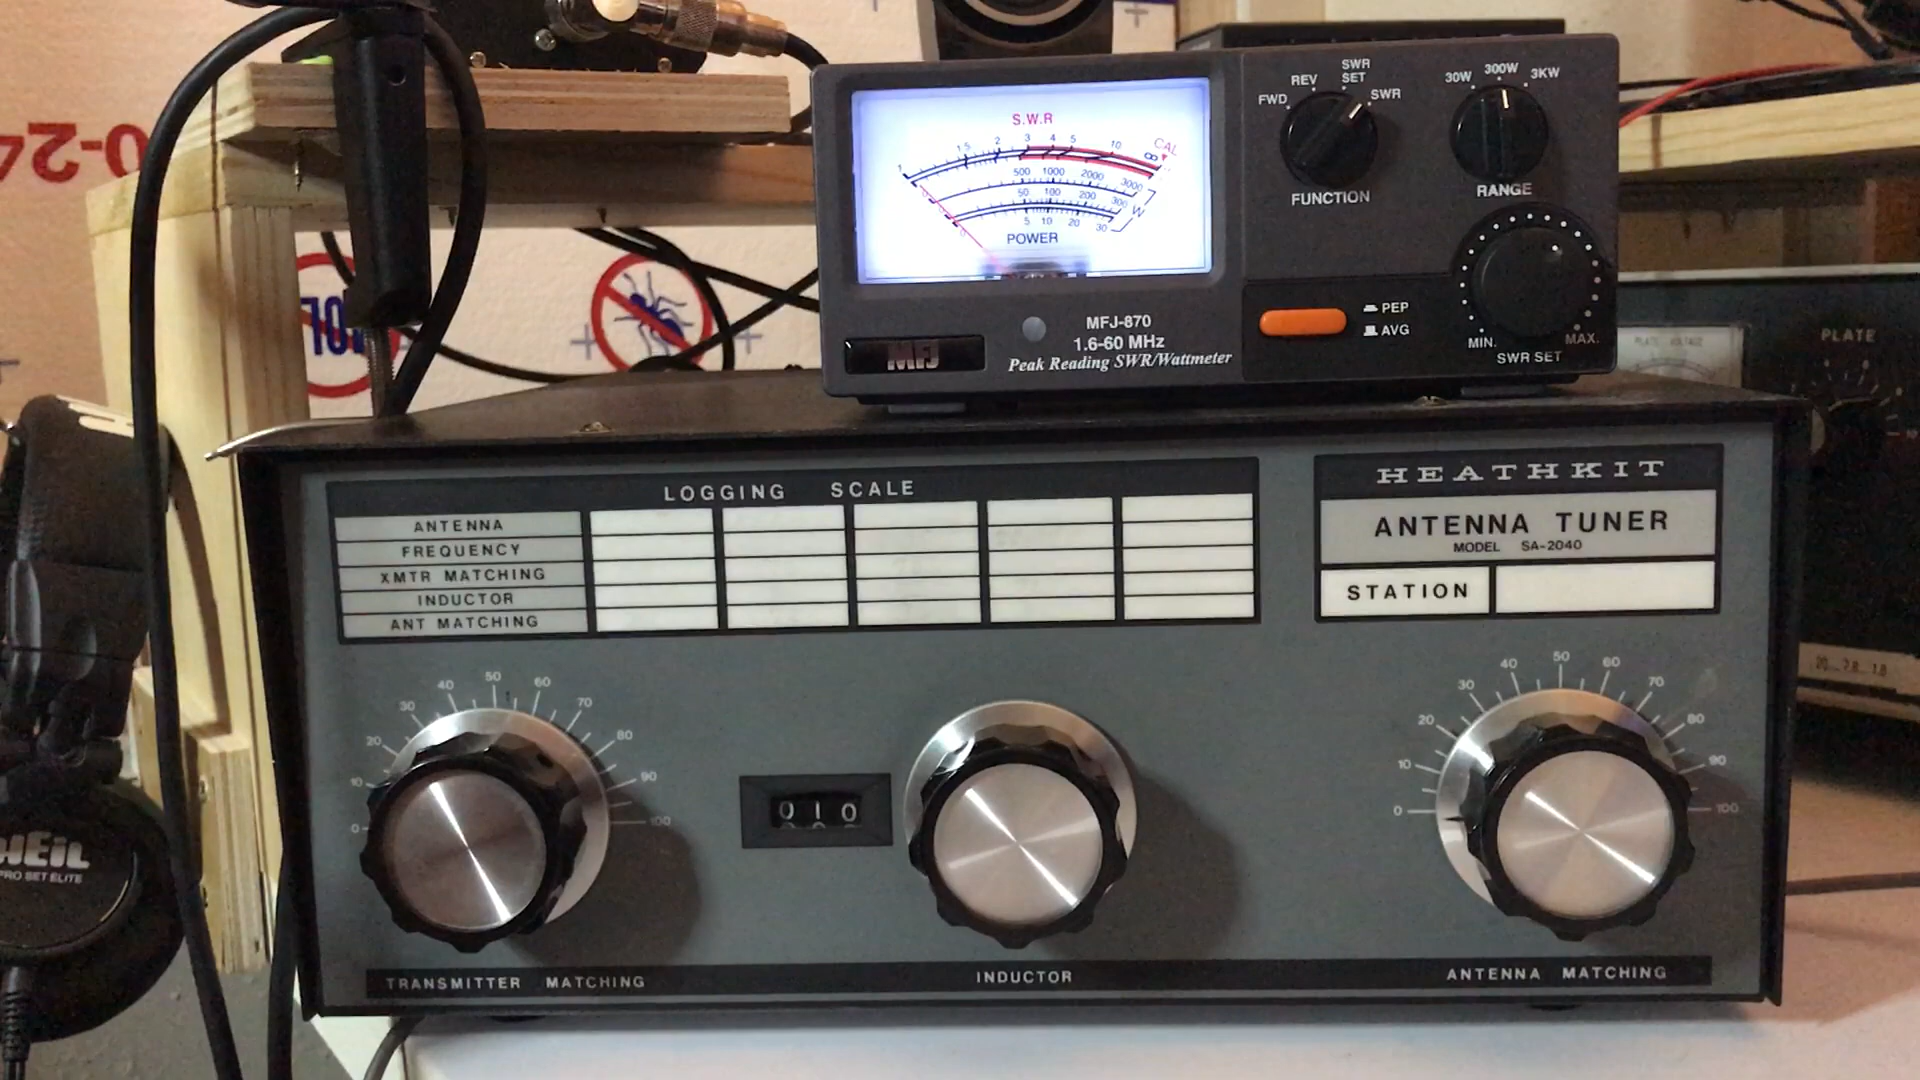 S.W.R
1 1.5 2 3 4 5 10 ∞ CAL
500 1000 2000 3000
50 100 200 300 W
5 10 20 30
0
POWER
MFJ
MFJ-870
1.6-60 MHz
Peak Reading SWR/Wattmeter
FWD REV SWR SET SWR
FUNCTION
30W 300W 3KW
RANGE
PEP
AVG
MIN. MAX.
SWR SET
PLATE VOLTAGE
PLATE
LOGGING SCALE
ANTENNA
FREQUENCY
XMTR MATCHING
INDUCTOR
ANT MATCHING
HEATHKIT
ANTENNA TUNER
MODEL SA-2040
STATION
0 10 20 30 40 50 60 70 80 90 100
010
0 10 20 30 40 50 60 70 80 90 100
TRANSMITTER MATCHING
INDUCTOR
ANTENNA MATCHING
HEiL
PRO SET ELITE